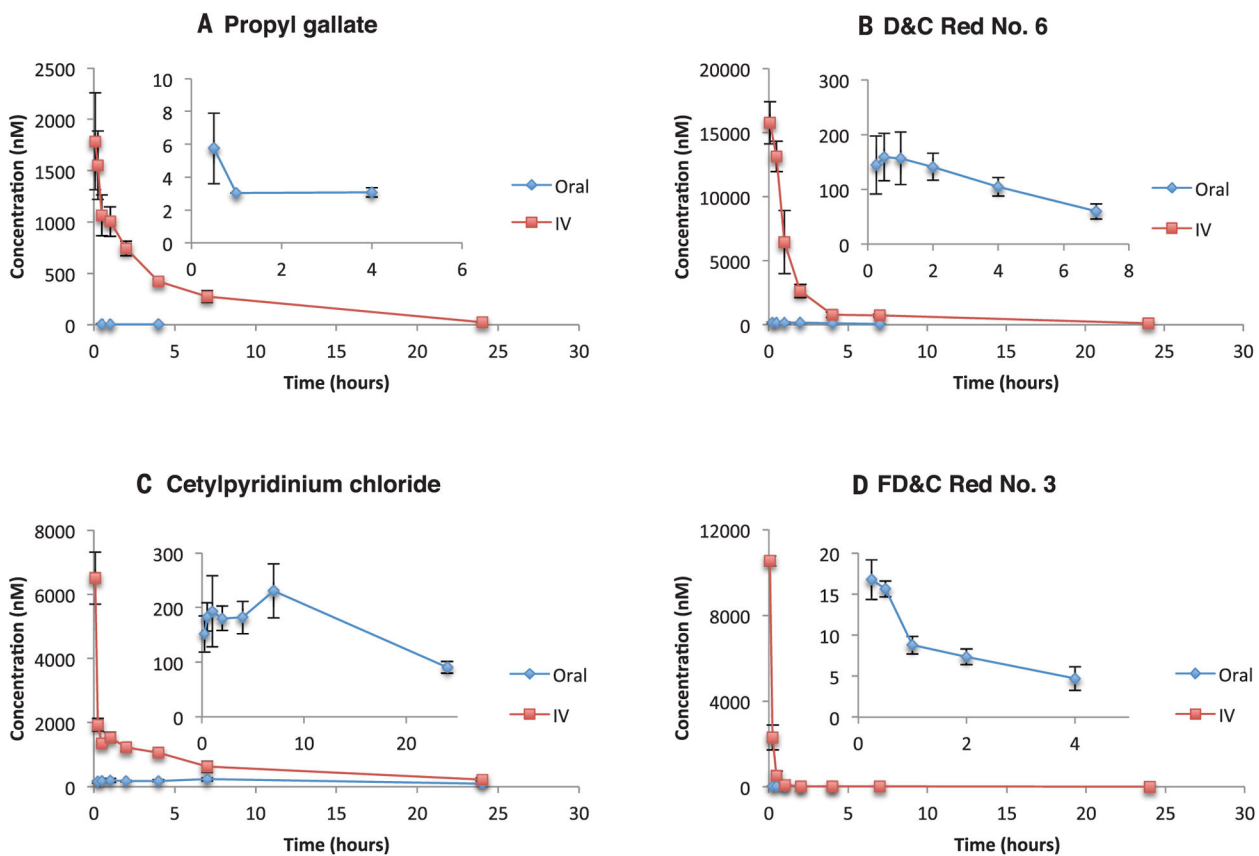 A Propyl gallate
Concentration (nM)
2500
2000
1500
1000
500
0
0 5 10 15 20 25 30
Time (hours)
10
8
6
4
2
0
0 2 4 6
Oral
IV
B D&C Red No. 6
Concentration (nM)
20000
15000
10000
5000
0
0 5 10 15 20 25 30
Time (hours)
300
200
100
0
0 2 4 6 8
Oral
IV
C Cetylpyridinium chloride
Concentration (nM)
8000
6000
4000
2000
0
0 5 10 15 20 25 30
Time (hours)
300
200
100
0
0 10 20
Oral
IV
D FD&C Red No. 3
Concentration (nM)
12000
8000
4000
0
0 5 10 15 20 25 30
Time (hours)
20
15
10
5
0
0 2 4
Oral
IV